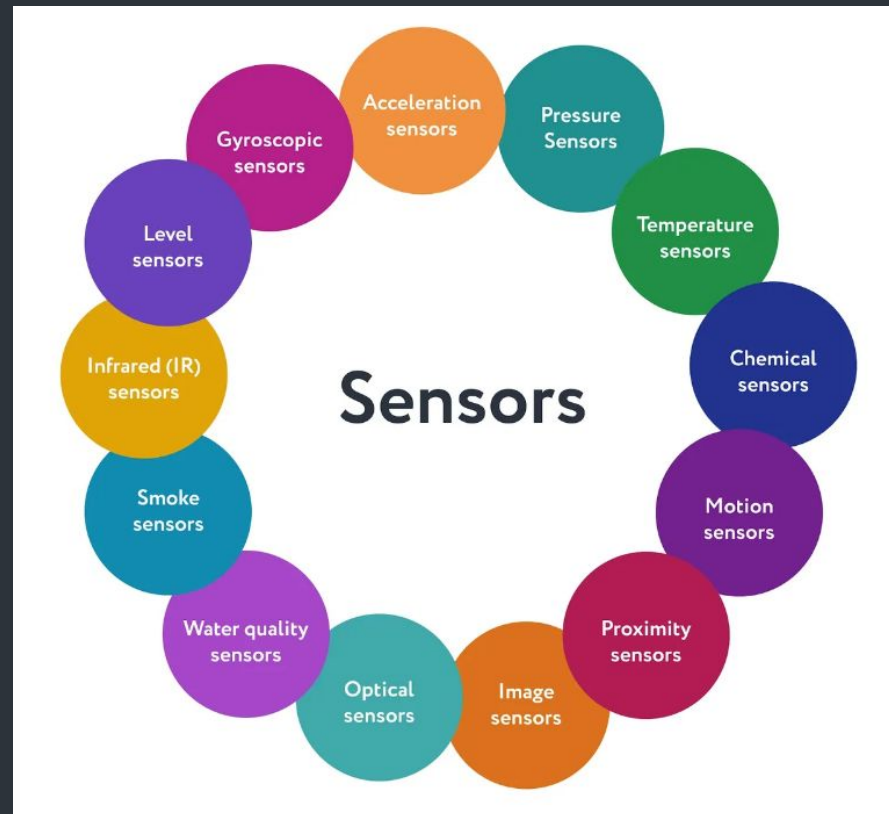 Acceleration
sensors
Pressure
Sensors
Temperature
sensors
Chemical
sensors
Motion
sensors
Proximity
sensors
Image
sensors
Optical
sensors
Water quality
sensors
Smoke
sensors
Infrared (IR)
sensors
Level
sensors
Gyroscopic
sensors
Sensors